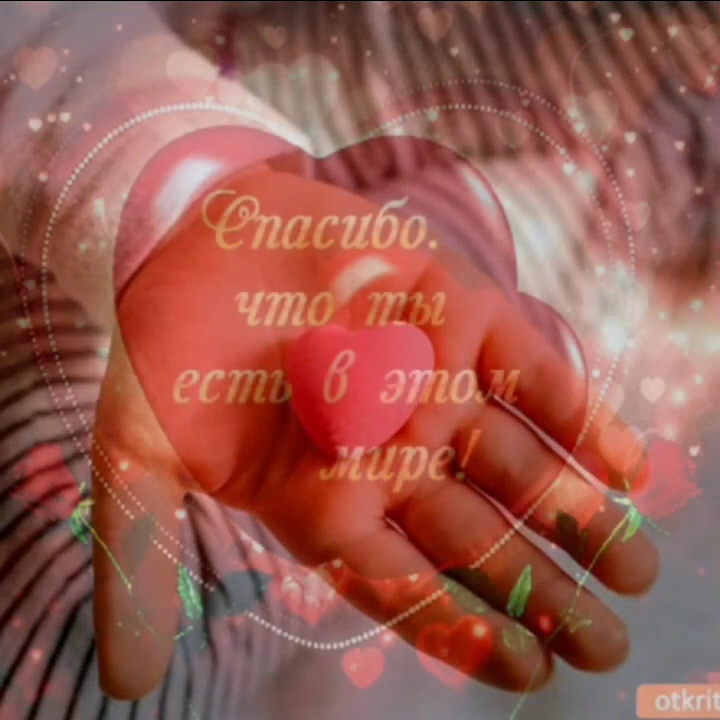 Спасибо.
что ты
есть в этом
мире!
otkrit